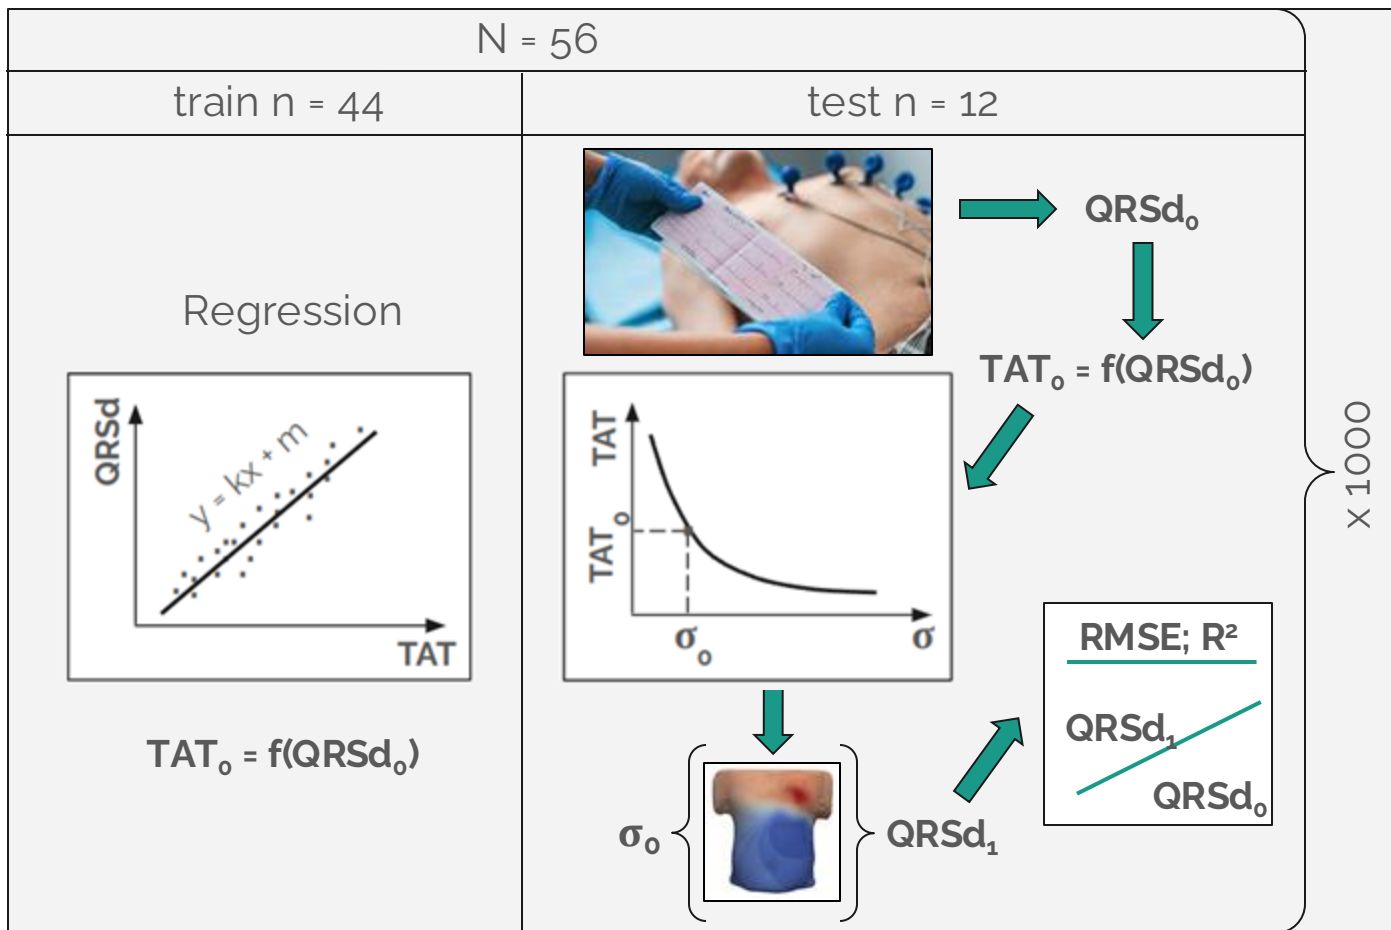 N = 56
train n = 44
test n = 12
Regression
QRSd
y = kx + m
TAT
TAT₀ = f(QRSd₀)
QRSd₀
TAT₀ = f(QRSd₀)
TAT
TAT₀
σ₀
σ
σ₀
QRSd₁
RMSE; R²
QRSd₁
QRSd₀
x 1000